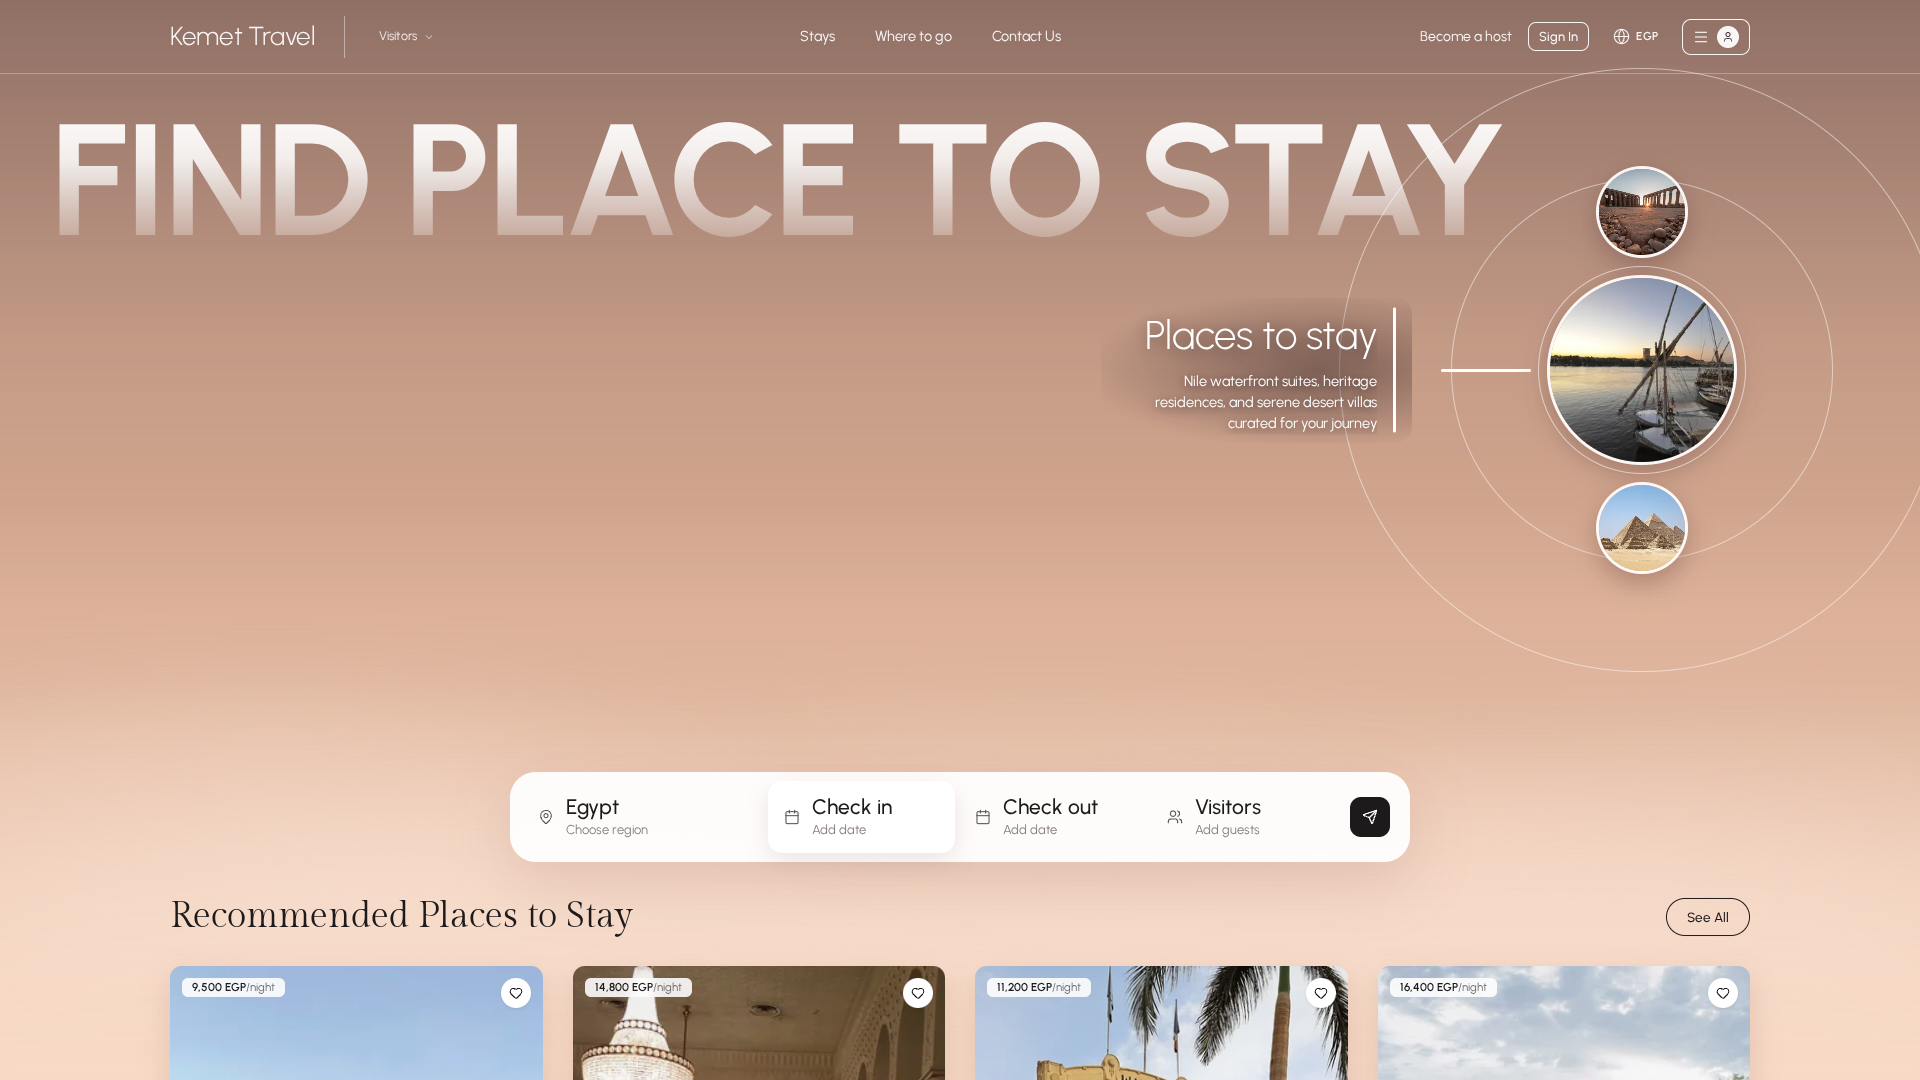 Kemet Travel
Visitors
Stays
Where to go
Contact Us
Become a host
Sign In
EGP
FIND PLACE TO STAY
Places to stay
Nile waterfront suites, heritage
residences, and serene desert villas
curated for your journey
Egypt
Choose region
Check in
Add date
Check out
Add date
Visitors
Add guests
Recommended Places to Stay
See All
9,500 EGP/night
14,800 EGP/night
11,200 EGP/night
16,400 EGP/night